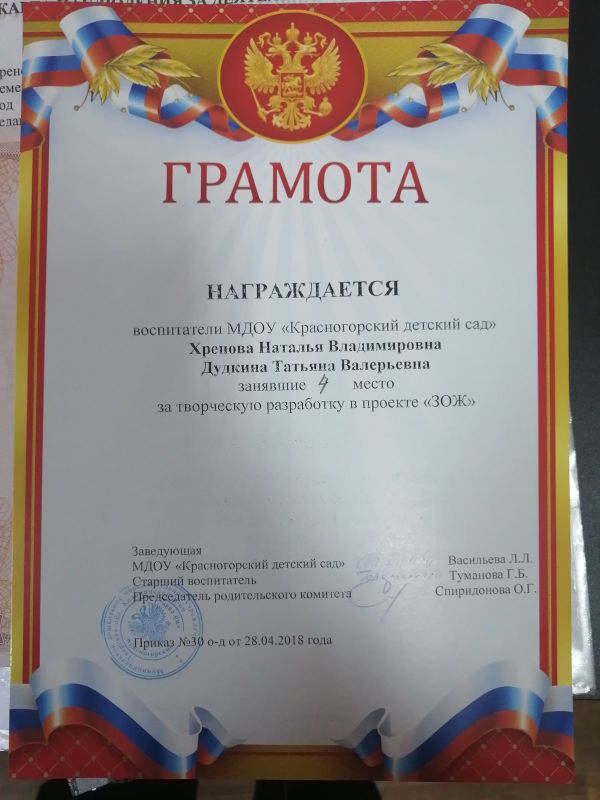 ГРАМОТА
НАГРАЖДАЕТСЯ
воспитатели МДОУ «Красногорский детский сад»
Хренова Наталья Владимировна
Дудкина Татьяна Валерьевна
занявшие 4 место
за творческую разработку в проекте «ЗОЖ»
Заведующая
МДОУ «Красногорский детский сад» Васильева Л.Л.
Старший воспитатель Туманова Г.Б.
Председатель родительского комитета Спиридонова О.Г.
Приказ №30 о-д от 28.04.2018 года